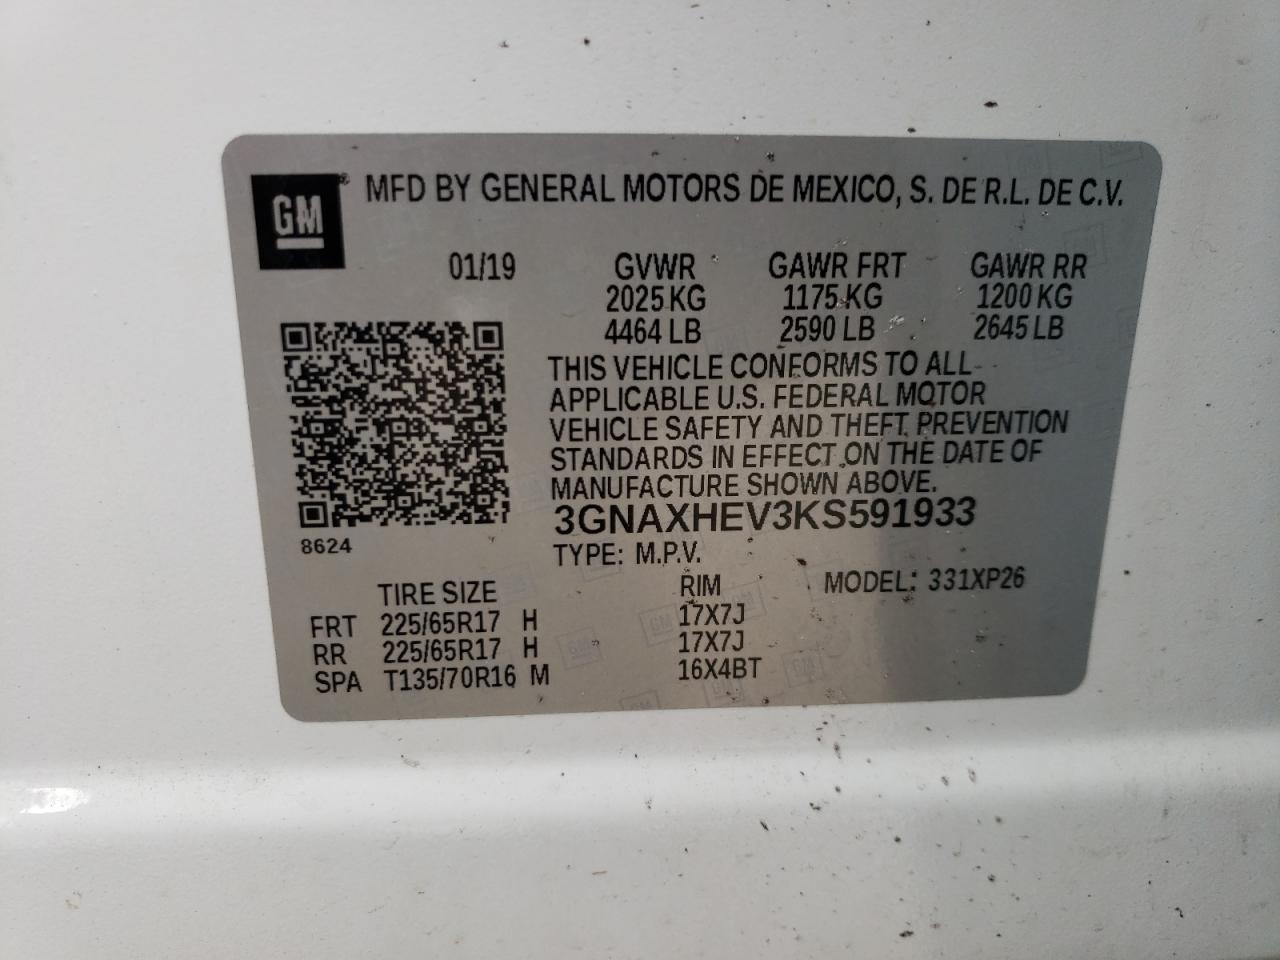 GM
MFD BY GENERAL MOTORS DE MEXICO, S. DE R.L. DE C.V.
01/19 GVWR GAWR FRT GAWR RR
2025 KG 1175 KG 1200 KG
4464 LB 2590 LB 2645 LB
THIS VEHICLE CONFORMS TO ALL
APPLICABLE U.S. FEDERAL MOTOR
VEHICLE SAFETY AND THEFT PREVENTION
STANDARDS IN EFFECT ON THE DATE OF
MANUFACTURE SHOWN ABOVE.
3GNAXHEV3KS591933
8624
TYPE: M.P.V.
TIRE SIZE RIM MODEL: 331XP26
FRT 225/65R17 H 17X7J
RR 225/65R17 H 17X7J
SPA T135/70R16 M 16X4BT